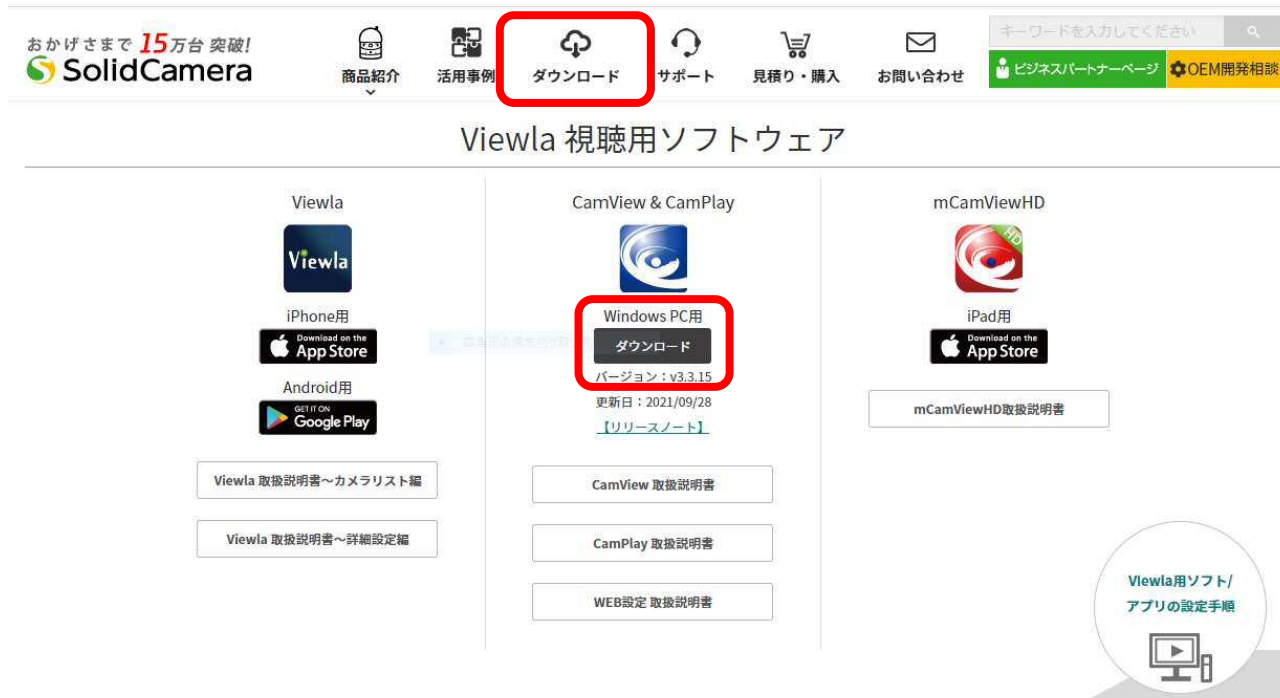 おかげさまで 15万台 突破!
SolidCamera
商品紹介
活用事例
ダウンロード
サポート
見積り・購入
お問い合わせ
キーワードを入力してください
ビジネスパートナーページ
OEM開発相談
Viewla 視聴用ソフトウェア
Viewla
Viewla
iPhone用
Download on the
App Store
Android用
GET IT ON
Google Play
Viewla 取扱説明書～カメラリスト編
Viewla 取扱説明書～詳細設定編
CamView & CamPlay
Windows PC用
ダウンロード
バージョン：v3.3.15
更新日：2021/09/28
【リリースノート】
CamView 取扱説明書
CamPlay 取扱説明書
WEB設定 取扱説明書
mCamViewHD
HD
iPad用
Download on the
App Store
mCamViewHD取扱説明書
Viewla用ソフト/
アプリの設定手順